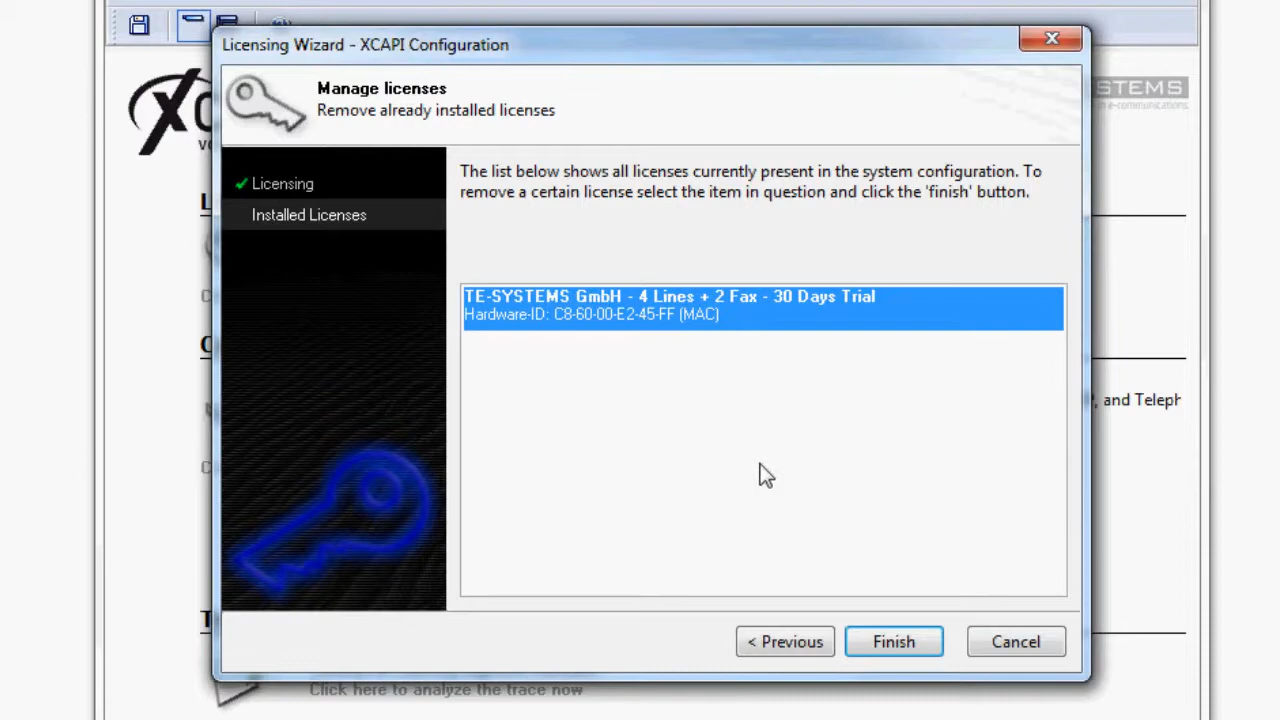 Licensing Wizard - XCAPI Configuration
Manage licenses
Remove already installed licenses
STEMS
Licensing
Installed Licenses
The list below shows all licenses currently present in the system configuration. To
remove a certain license select the item in question and click the 'finish' button.
TE-SYSTEMS GmbH - 4 Lines + 2 Fax - 30 Days Trial
Hardware-ID: C8-60-00-E2-45-FF (MAC)
, and Teleph
< Previous
Finish
Cancel
Click here to analyze the trace now